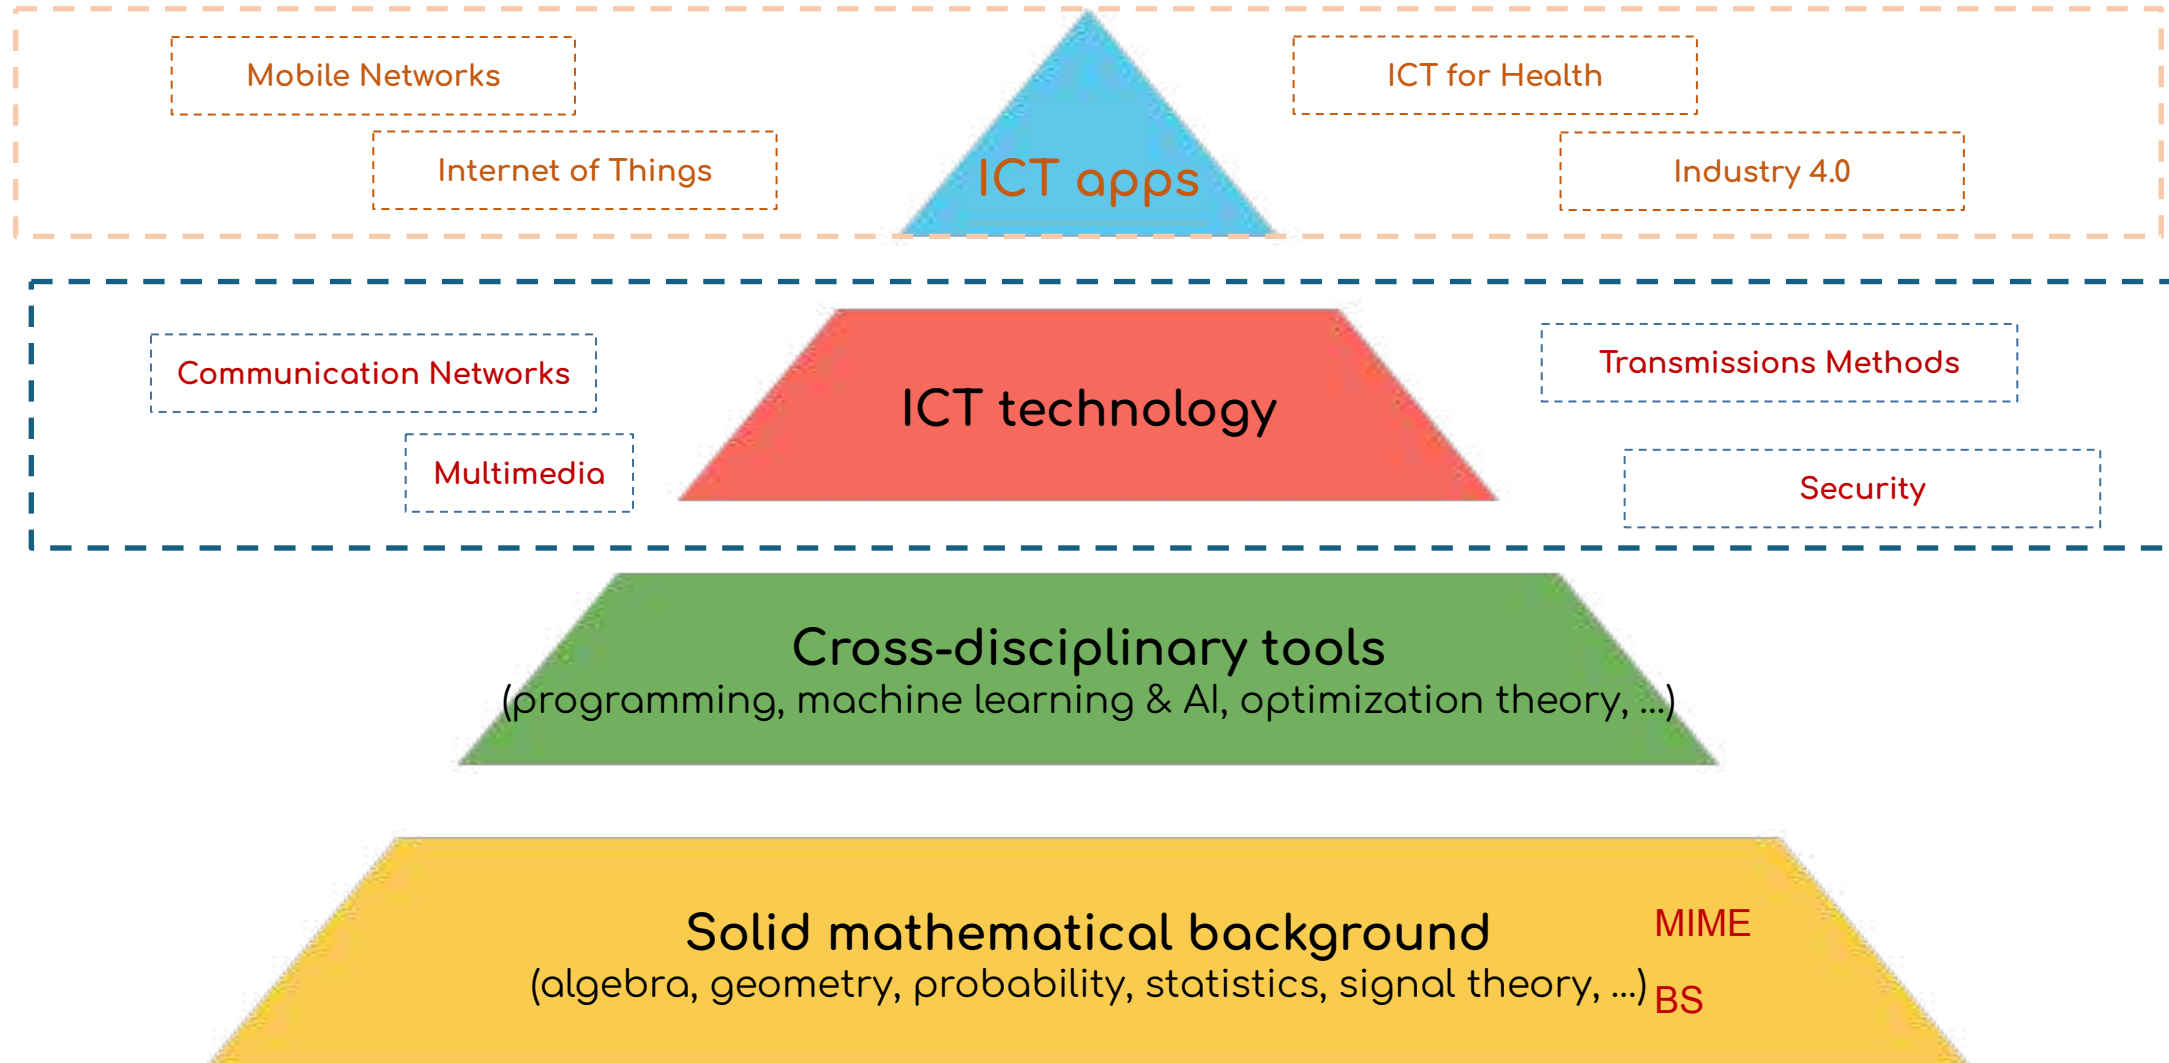 Mobile Networks
ICT for Health
Internet of Things
ICT apps
Industry 4.0
Communication Networks
Transmissions Methods
ICT technology
Multimedia
Security
Cross-disciplinary tools
(programming, machine learning & AI, optimization theory, ...)
Solid mathematical background
MIME
(algebra, geometry, probability, statistics, signal theory, ...)
BS